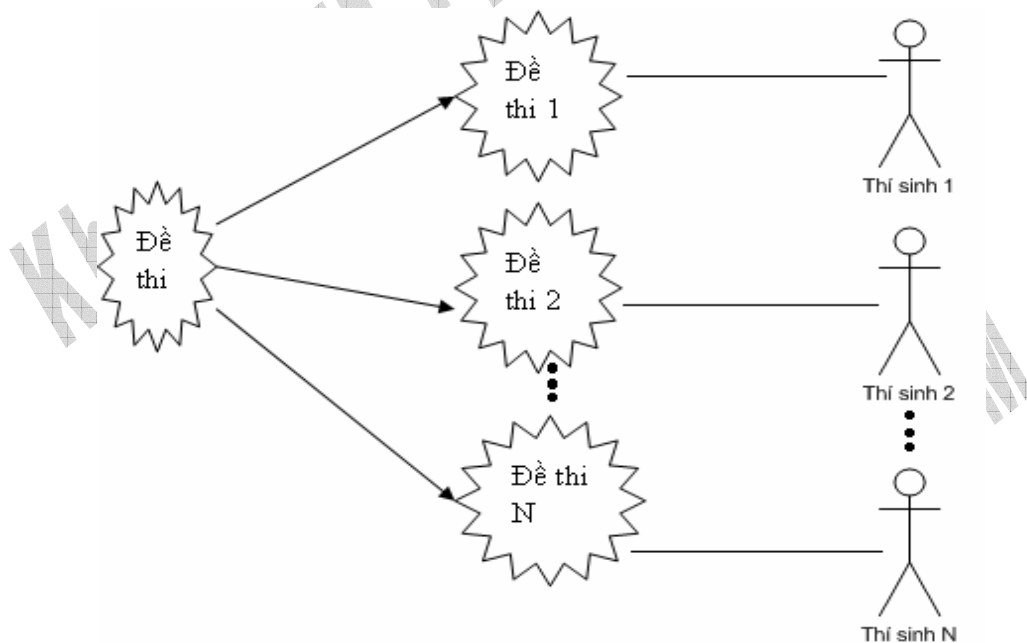 Đề
thi 1
Thí sinh 1
Đề
thi
Đề
thi 2
Thí sinh 2
Đề thi
N
Thí sinh N